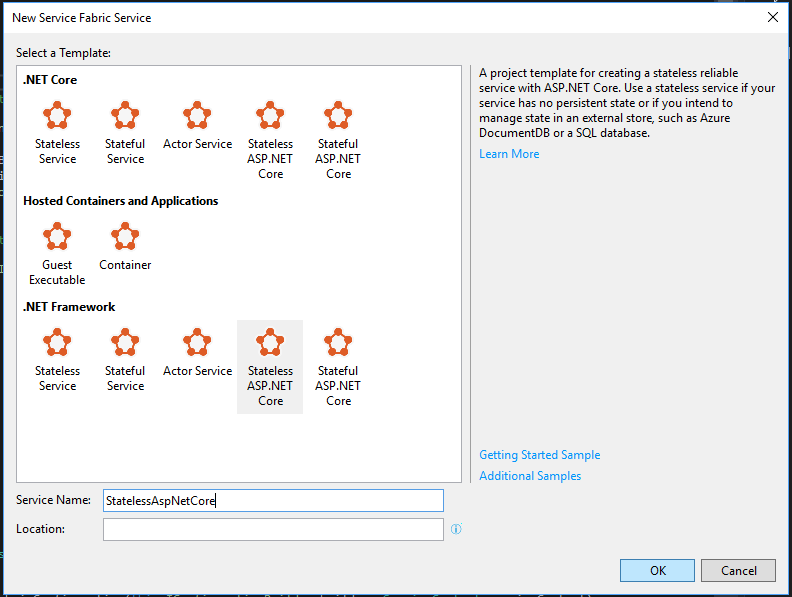 New Service Fabric Service
Select a Template:
.NET Core
Stateless
Service
Stateful
Service
Actor Service
Stateless
ASP.NET
Core
Stateful
ASP.NET
Core
Hosted Containers and Applications
Guest
Executable
Container
.NET Framework
Stateless
Service
Stateful
Service
Actor Service
Stateless
ASP.NET
Core
Stateful
ASP.NET
Core
A project template for creating a stateless reliable
service with ASP.NET Core. Use a stateless service if your
service has no persistent state or if you intend to
manage state in an external store, such as Azure
DocumentDB or a SQL database.
Learn More
Getting Started Sample
Additional Samples
Service Name: StatelessAspNetCore
Location:
OK
Cancel